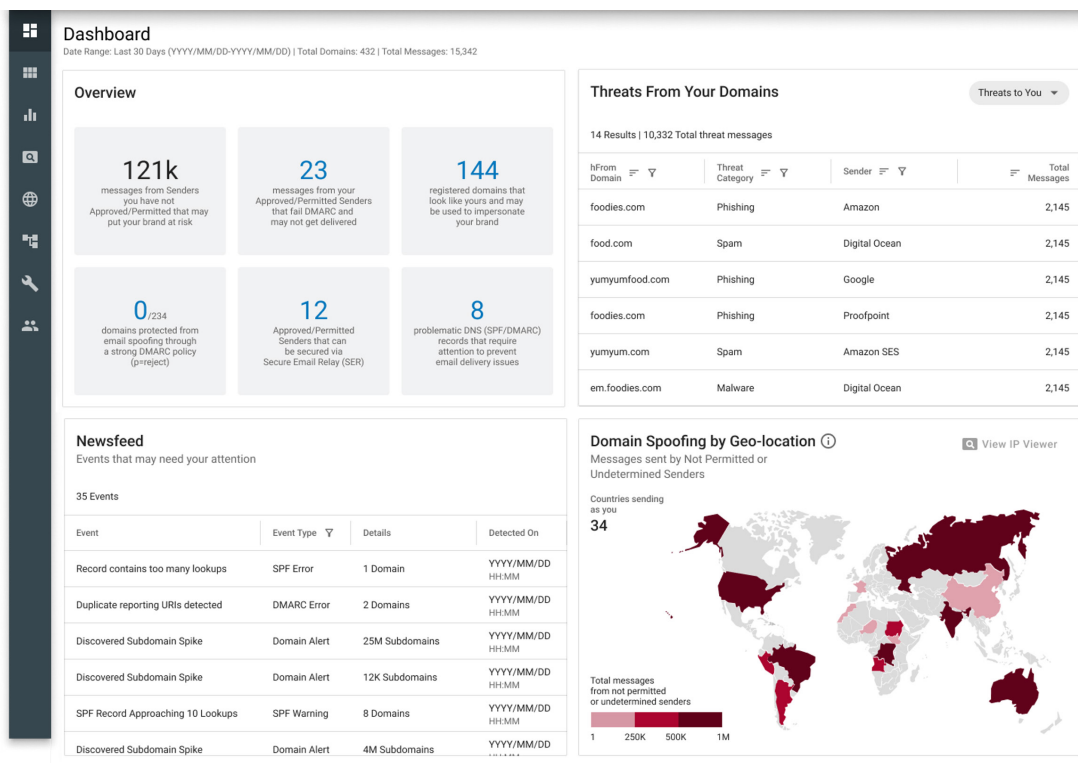 Dashboard
Date Range: Last 30 Days (YYYY/MM/DD-YYYY/MM/DD) | Total Domains: 432 | Total Messages: 15,342
Overview
121k
messages from Senders
you have not
Approved/Permitted that may
put your brand at risk
23
messages from your
Approved/Permitted Senders
that fail DMARC and
may not get delivered
144
registered domains that
look like yours and may
be used to impersonate
your brand
0/234
domains protected from
email spoofing through
a strong DMARC policy
(p=reject)
12
Approved/Permitted
Senders that can
be secured via
Secure Email Relay (SER)
8
problematic DNS (SPF/DMARC)
records that require
attention to prevent
email delivery issues
Threats From Your Domains
Threats to You
14 Results | 10,332 Total threat messages
hFrom
Domain
Threat
Category
Sender
Total
Messages
foodies.com Phishing Amazon 2,145
food.com Spam Digital Ocean 2,145
yumyumfood.com Phishing Google 2,145
foodies.com Phishing Proofpoint 2,145
yumyum.com Spam Amazon SES 2,145
em.foodies.com Malware Digital Ocean 2,145
Newsfeed
Events that may need your attention
35 Events
Event Event Type Details Detected On
Record contains too many lookups SPF Error 1 Domain YYYY/MM/DD
HH:MM
Duplicate reporting URIs detected DMARC Error 2 Domains YYYY/MM/DD
HH:MM
Discovered Subdomain Spike Domain Alert 25M Subdomains YYYY/MM/DD
HH:MM
Discovered Subdomain Spike Domain Alert 12K Subdomains YYYY/MM/DD
HH:MM
SPF Record Approaching 10 Lookups SPF Warning 8 Domains YYYY/MM/DD
HH:MM
Discovered Subdomain Spike Domain Alert 4M Subdomains YYYY/MM/DD
Domain Spoofing by Geo-location
View IP Viewer
Messages sent by Not Permitted or
Undetermined Senders
Countries sending
as you
34
Total messages
from not permitted
or undetermined senders
1 250K 500K 1M